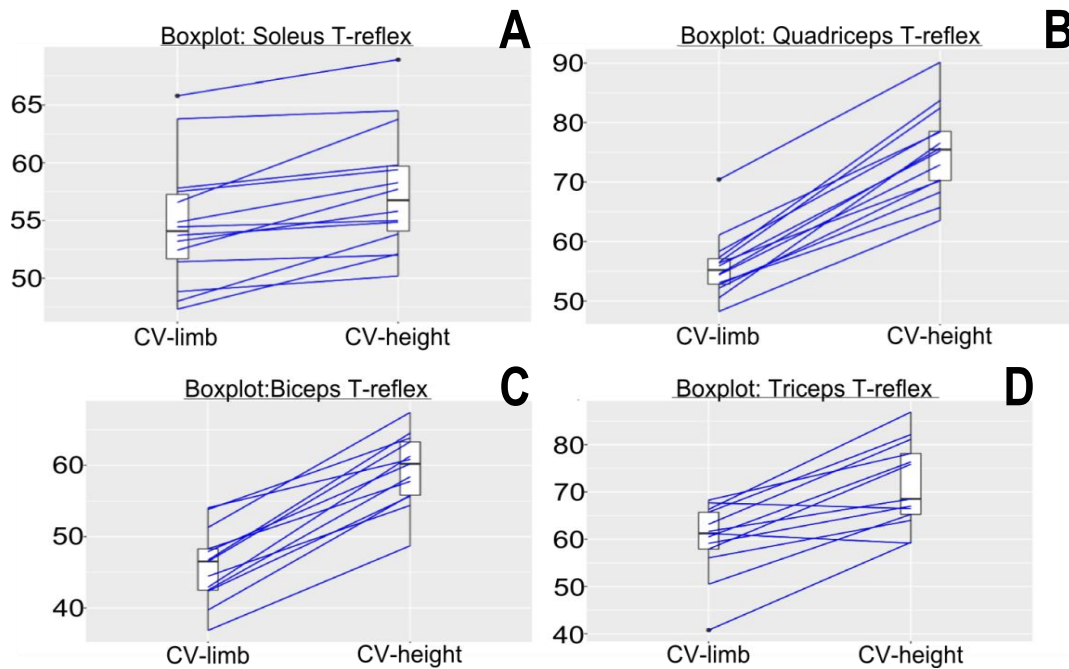 Boxplot: Soleus T-reflex
A
65
60
55
50
CV-limb CV-height
Boxplot: Quadriceps T-reflex
B
90
80
70
60
50
CV-limb CV-height
Boxplot:Biceps T-reflex
C
60
50
40
CV-limb CV-height
Boxplot: Triceps T-reflex
D
80
70
60
50
40
CV-limb CV-height